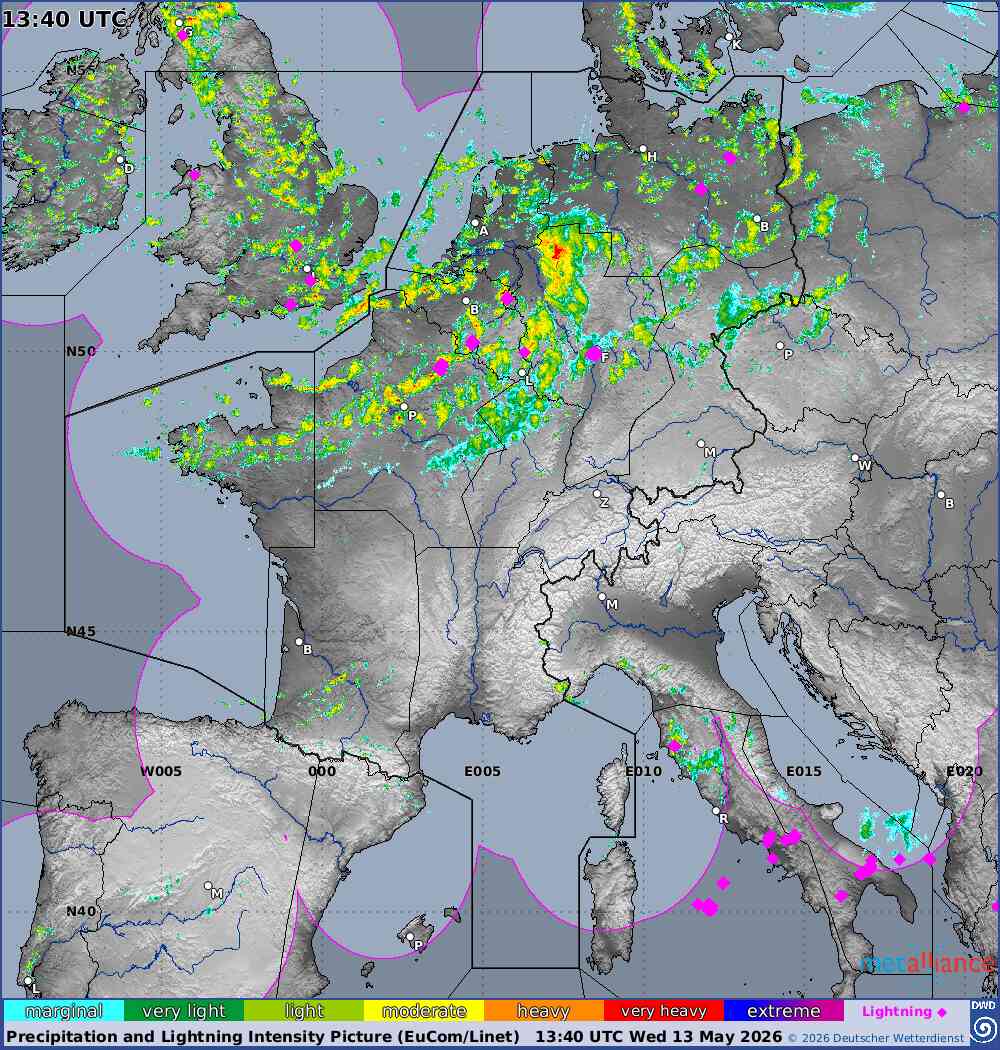 13:40 UTC
G
K
N55
H
D
A
B
B
N50
P
F
L
P
M
W
Z
B
M
N45
B
W005
000
E005
E010
E015
E020
R
M
N40
P
L
metalliance
marginal very light light moderate heavy very heavy extreme Lightning
DWD
Precipitation and Lightning Intensity Picture (EuCom/Linet) 13:40 UTC Wed 13 May 2026 © 2026 Deutscher Wetterdienst